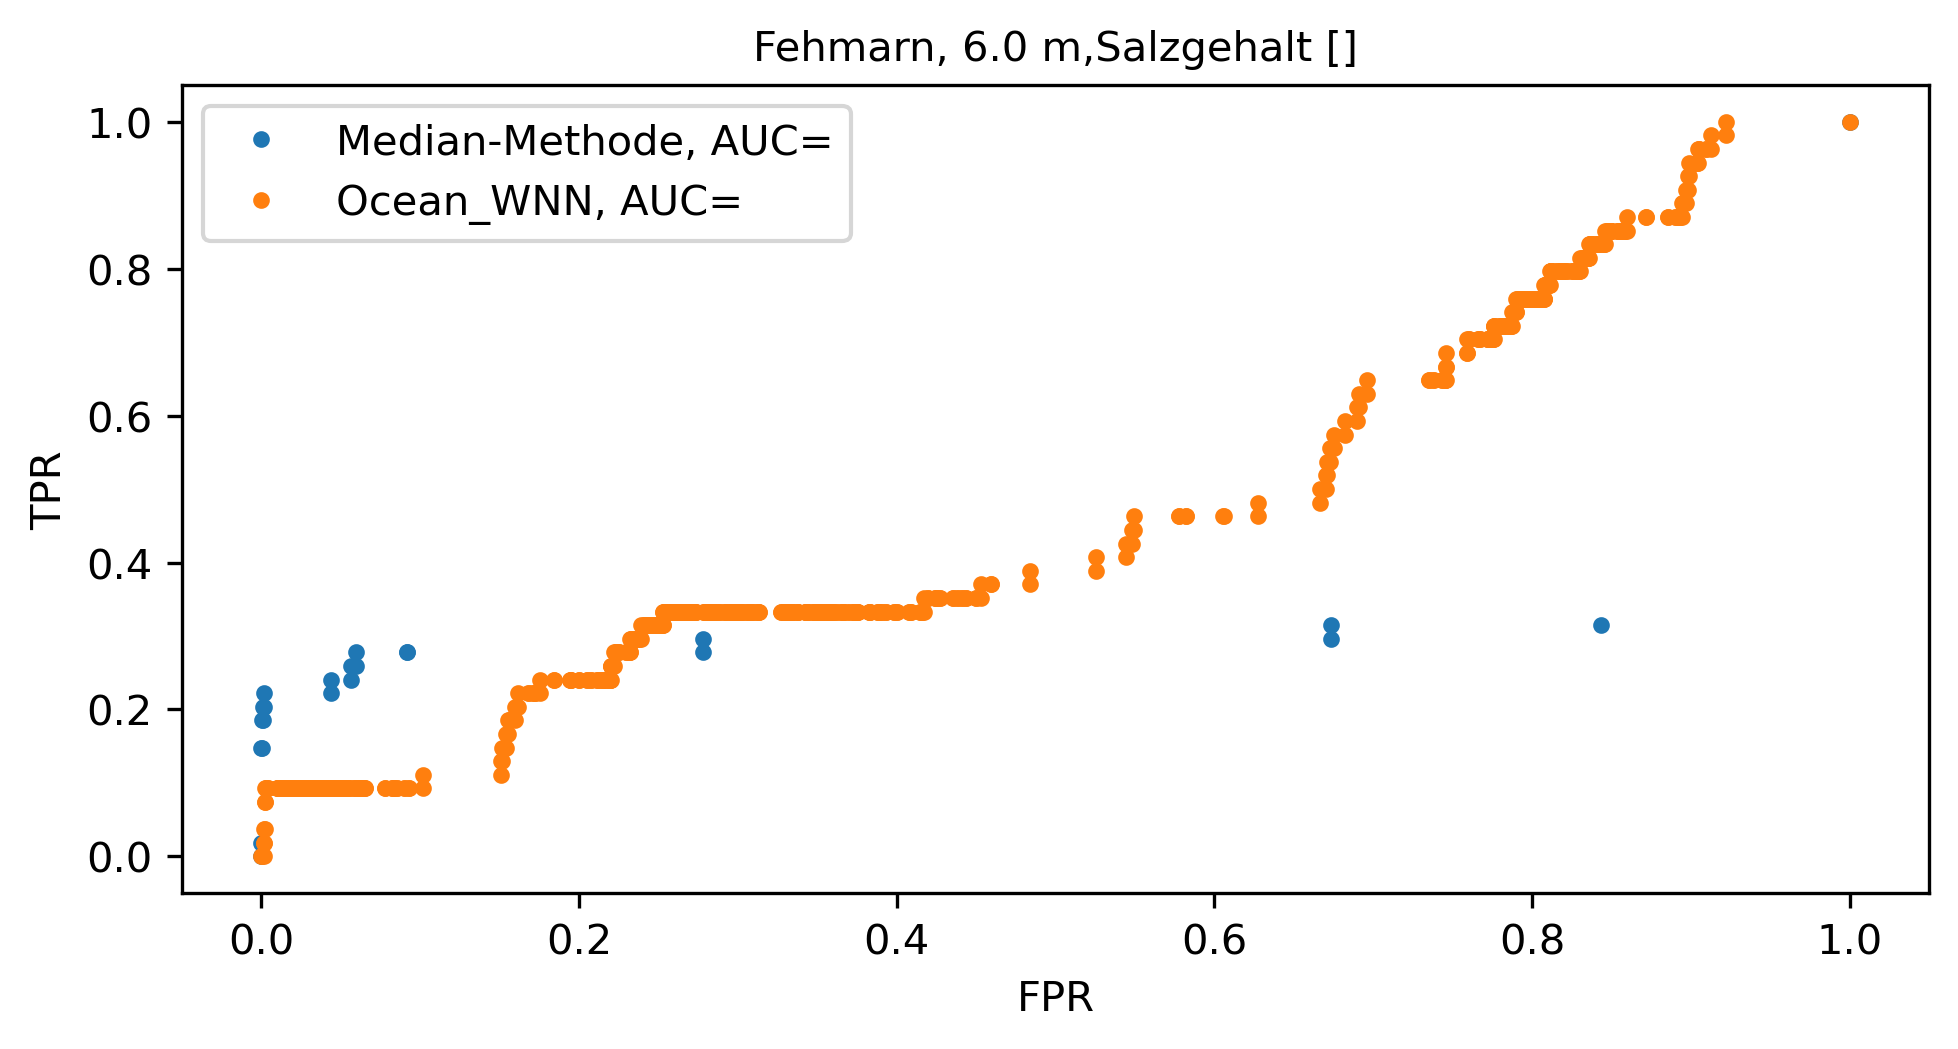 Fehmarn, 6.0 m,Salzgehalt []
Median-Methode, AUC=
Ocean_WNN, AUC=
1.0
0.8
0.6
0.4
0.2
0.0
TPR
0.0 0.2 0.4 0.6 0.8 1.0
FPR